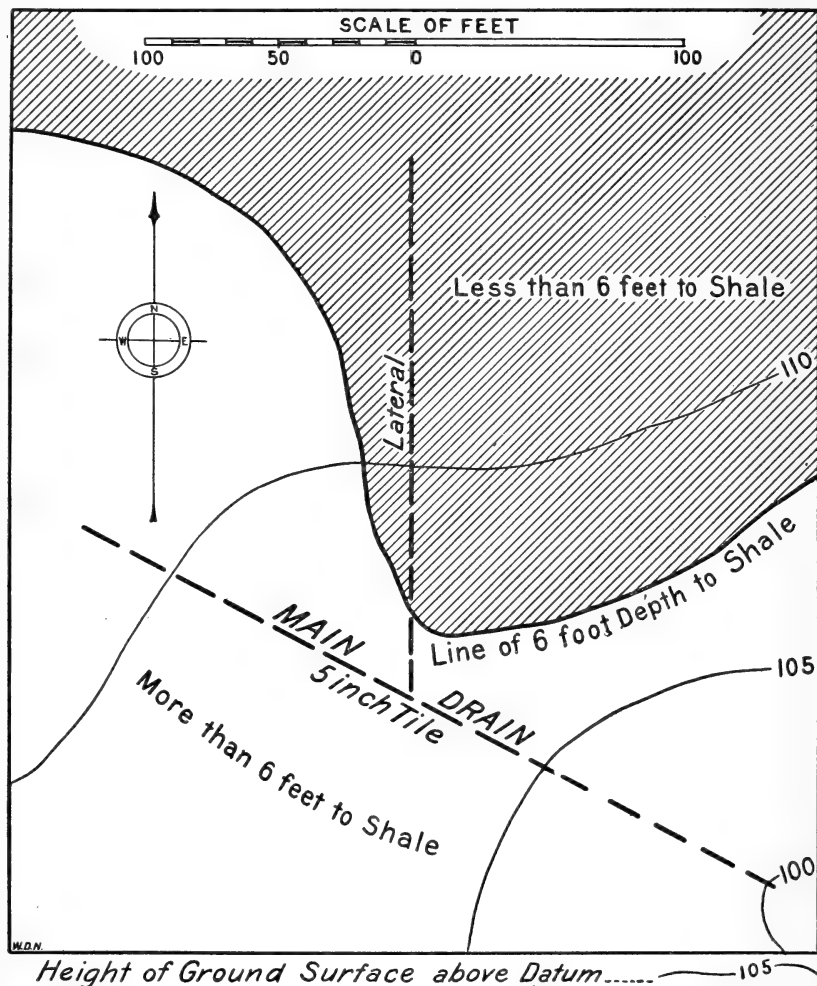 SCALE OF FEET
100 50 0 100
N
W E
S
Less than 6 feet to Shale
Lateral
110
Line of 6 foot Depth to Shale
MAIN DRAIN
5 inch Tile
105
More than 6 feet to Shale
100
W.D.N.
Height of Ground Surface above Datum...... 105